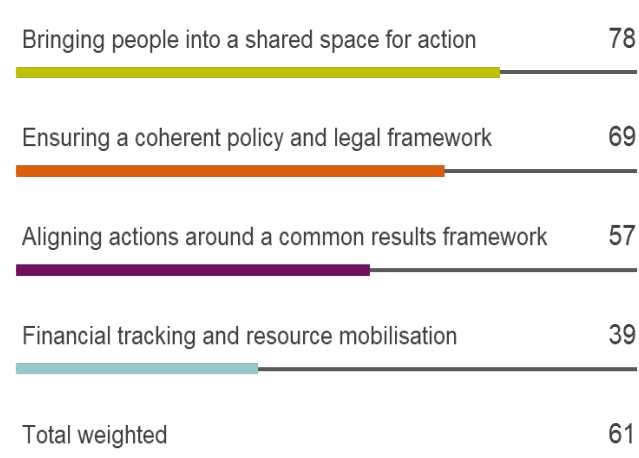 Bringing people into a shared space for action 78
Ensuring a coherent policy and legal framework 69
Aligning actions around a common results framework 57
Financial tracking and resource mobilisation 39
Total weighted 61